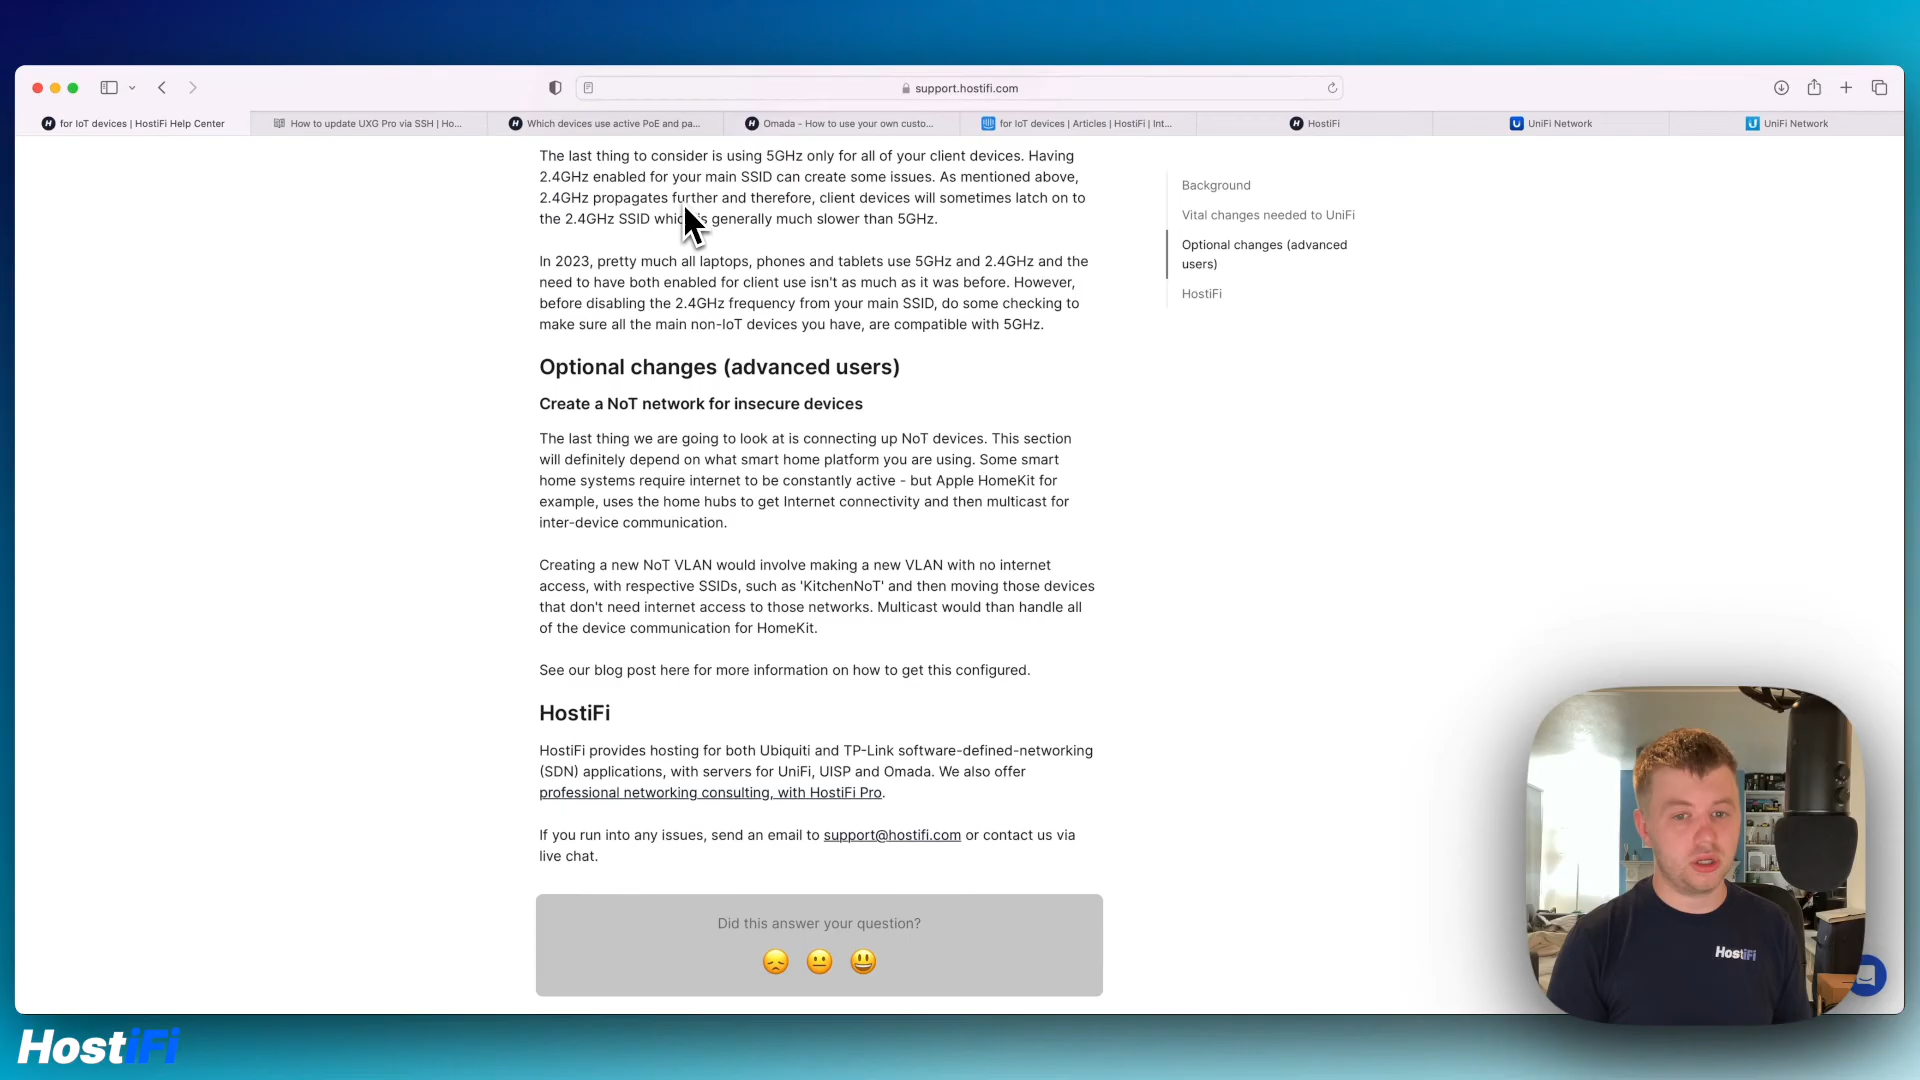 support.hostifi.com
for IoT devices | HostiFi Help Center
How to update UXG Pro via SSH | Ho...
Which devices use active PoE and pa...
Omada - How to use your own custo...
for IoT devices | Articles | HostiFi | Int...
HostiFi
UniFi Network
UniFi Network
The last thing to consider is using 5GHz only for all of your client devices. Having
2.4GHz enabled for your main SSID can create some issues. As mentioned above,
2.4GHz propagates further and therefore, client devices will sometimes latch on to
the 2.4GHz SSID which is generally much slower than 5GHz.
In 2023, pretty much all laptops, phones and tablets use 5GHz and 2.4GHz and the
need to have both enabled for client use isn't as much as it was before. However,
before disabling the 2.4GHz frequency from your main SSID, do some checking to
make sure all the main non-IoT devices you have, are compatible with 5GHz.
Optional changes (advanced users)
Create a NoT network for insecure devices
The last thing we are going to look at is connecting up NoT devices. This section
will definitely depend on what smart home platform you are using. Some smart
home systems require internet to be constantly active - but Apple HomeKit for
example, uses the home hubs to get Internet connectivity and then multicast for
inter-device communication.
Creating a new NoT VLAN would involve making a new VLAN with no internet
access, with respective SSIDs, such as 'KitchenNoT' and then moving those devices
that don't need internet access to those networks. Multicast would than handle all
of the device communication for HomeKit.
See our blog post here for more information on how to get this configured.
HostiFi
HostiFi provides hosting for both Ubiquiti and TP-Link software-defined-networking
(SDN) applications, with servers for UniFi, UISP and Omada. We also offer
professional networking consulting, with HostiFi Pro.
If you run into any issues, send an email to support@hostifi.com or contact us via
live chat.
Did this answer your question?
Background
Vital changes needed to UniFi
Optional changes (advanced
users)
HostiFi
HostiFi
HostiFi